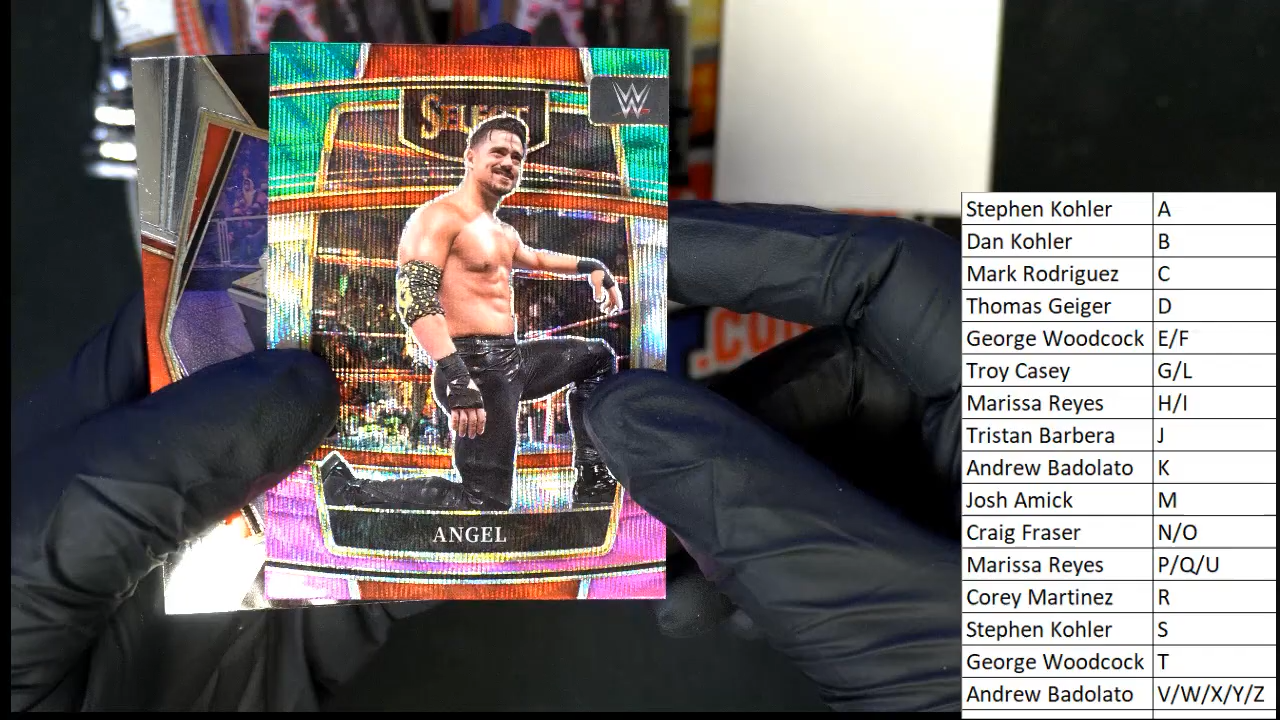 SELECT
W
ANGEL
.COM
Stephen Kohler A
Dan Kohler B
Mark Rodriguez C
Thomas Geiger D
George Woodcock E/F
Troy Casey G/L
Marissa Reyes H/I
Tristan Barbera J
Andrew Badolato K
Josh Amick M
Craig Fraser N/O
Marissa Reyes P/Q/U
Corey Martinez R
Stephen Kohler S
George Woodcock T
Andrew Badolato V/W/X/Y/Z